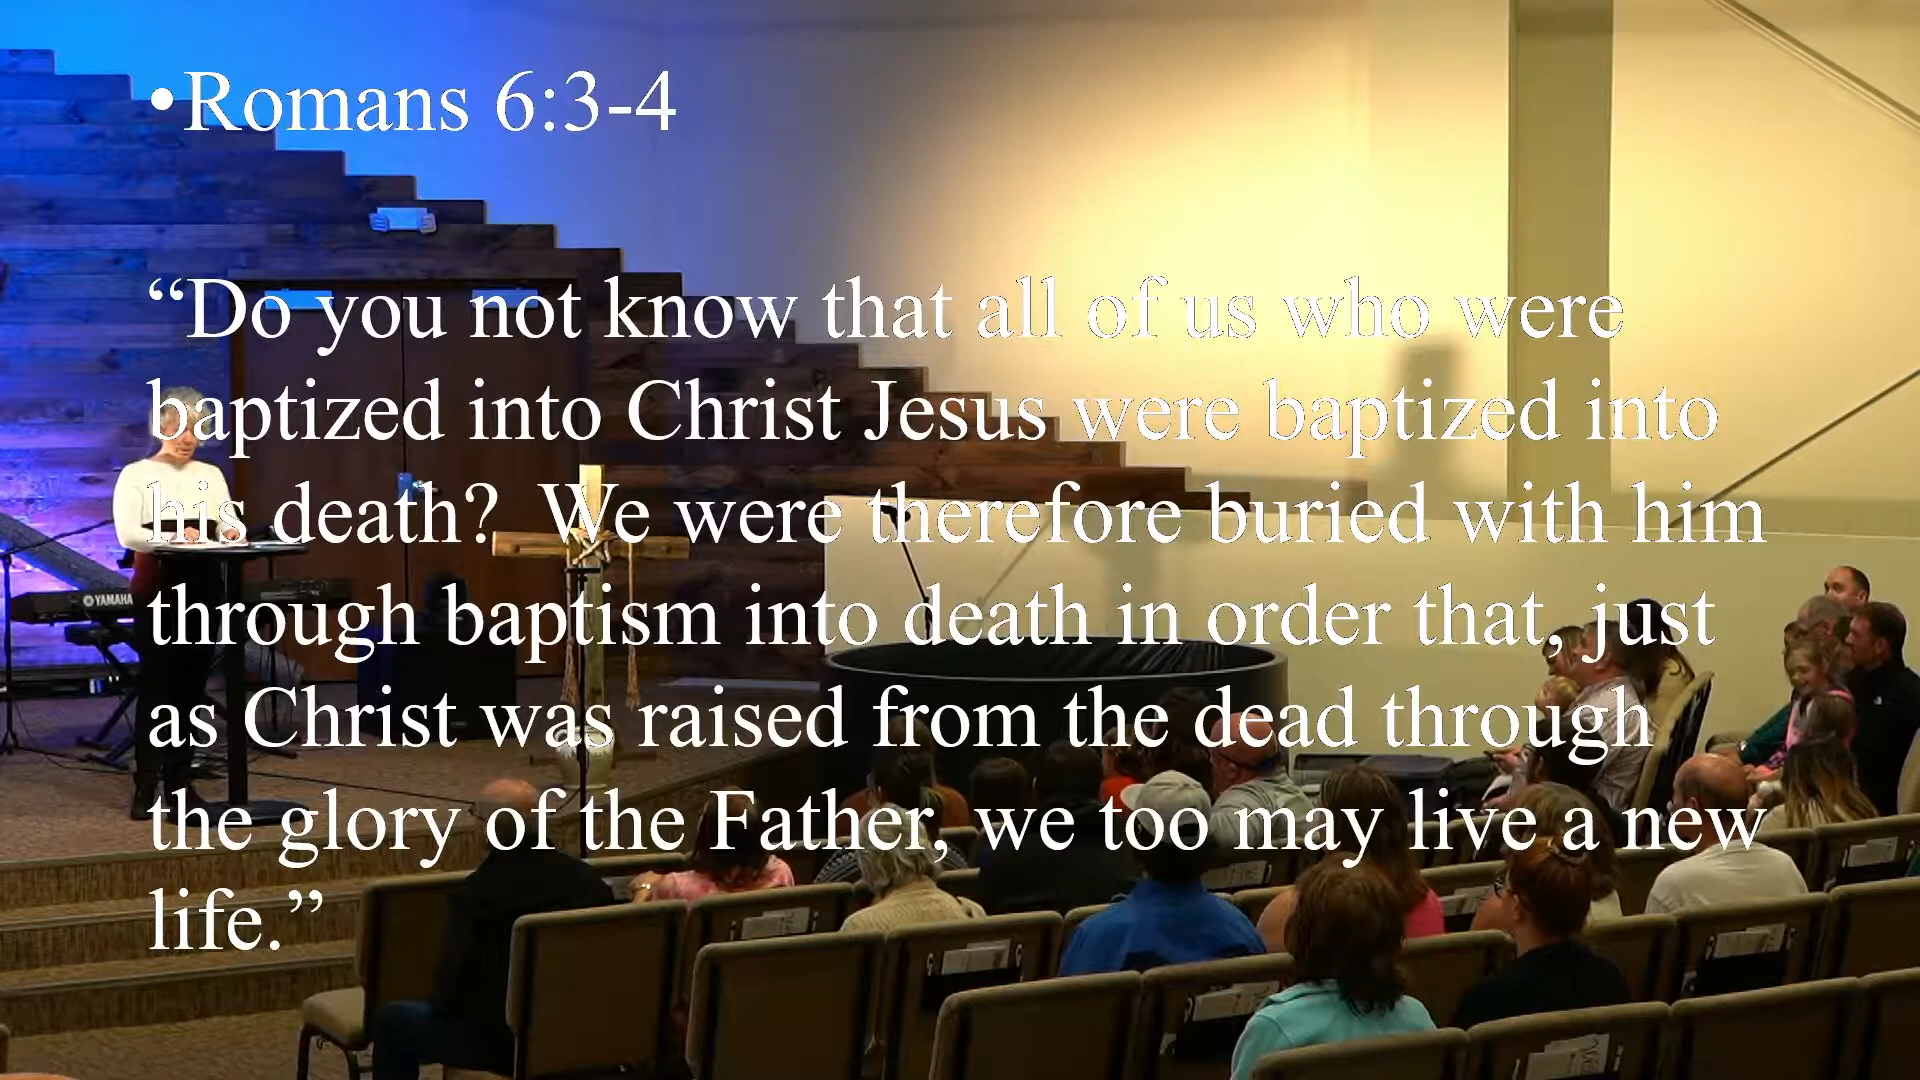 •Romans 6:3-4
“Do you not know that all of us who were
baptized into Christ Jesus were baptized into
his death?  We were therefore buried with him
through baptism into death in order that, just
as Christ was raised from the dead through
the glory of the Father, we too may live a new
life.”
YAMAHA